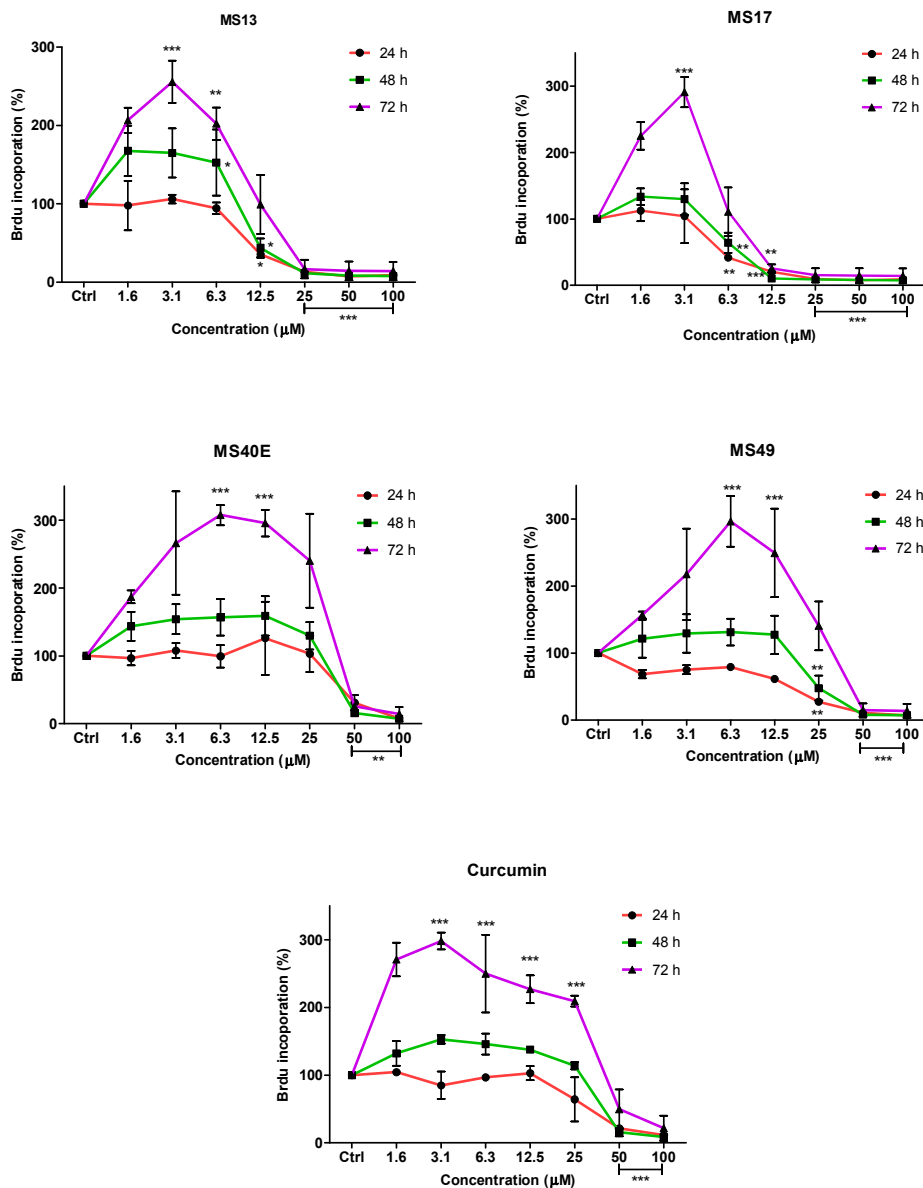 MS13
Brdu incoporation (%)
300
200
100
0
***
**
*
*
*
24 h
48 h
72 h
Ctrl 1.6 3.1 6.3 12.5 25 50 100
***
Concentration (μM)
MS17
Brdu incoporation (%)
300
200
100
0
***
**
**
**
***
24 h
48 h
72 h
Ctrl 1.6 3.1 6.3 12.5 25 50 100
***
Concentration (μM)
MS40E
Brdu incoporation (%)
300
200
100
0
*** ***
24 h
48 h
72 h
Ctrl 1.6 3.1 6.3 12.5 25 50 100
**
Concentration (μM)
MS49
Brdu incoporation (%)
300
200
100
0
***
***
**
**
24 h
48 h
72 h
Ctrl 1.6 3.1 6.3 12.5 25 50 100
***
Concentration (μM)
Curcumin
Brdu incoporation (%)
300
200
100
0
*** ***
***
***
24 h
48 h
72 h
Ctrl 1.6 3.1 6.3 12.5 25 50 100
***
Concentration (μM)